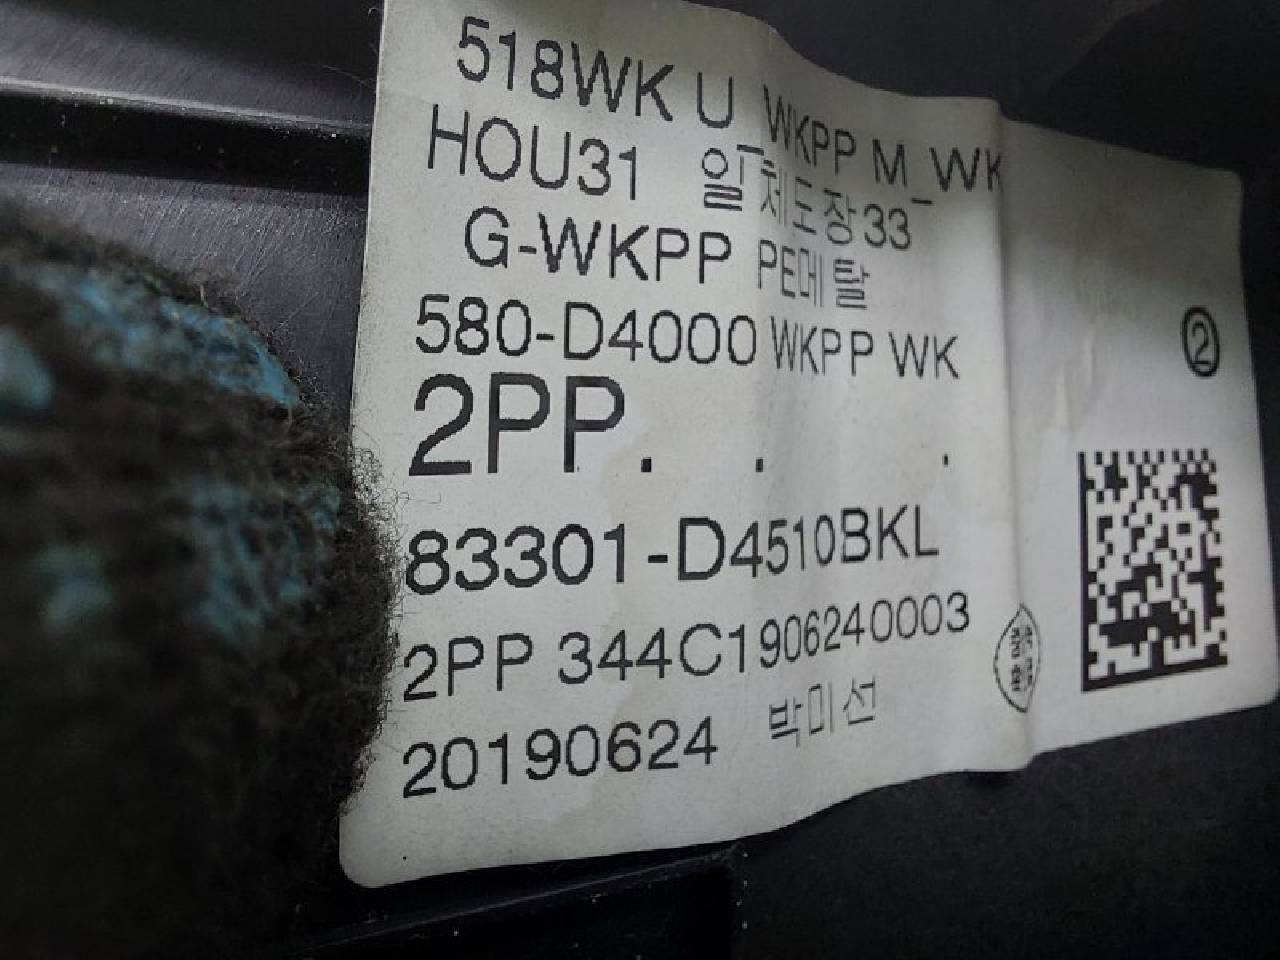 518WK U_WKPP M_WK
HOU31 일체도장33
G-WKPP PE메탈
580-D4000 WKPP WK
②
2PP. . .
83301-D4510BKL
2PP 344C1906240003
20190624 박미선